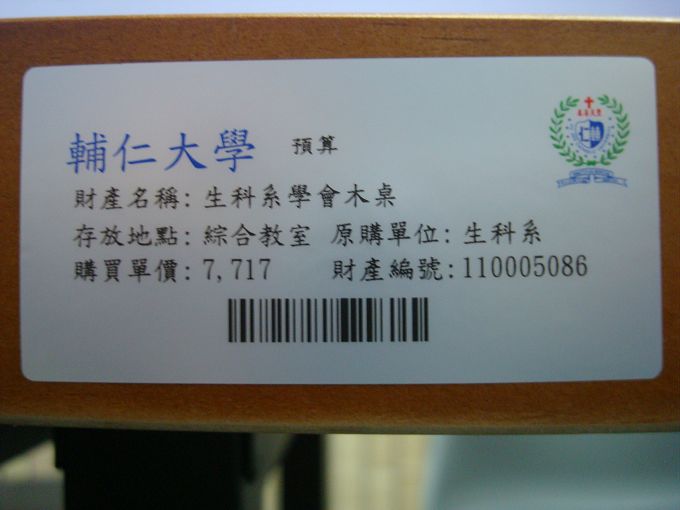 輔仁大學 預算
財產名稱: 生科系學會木桌
存放地點: 綜合教室 原購單位: 生科系
購買單價: 7,717 財產編號: 110005086